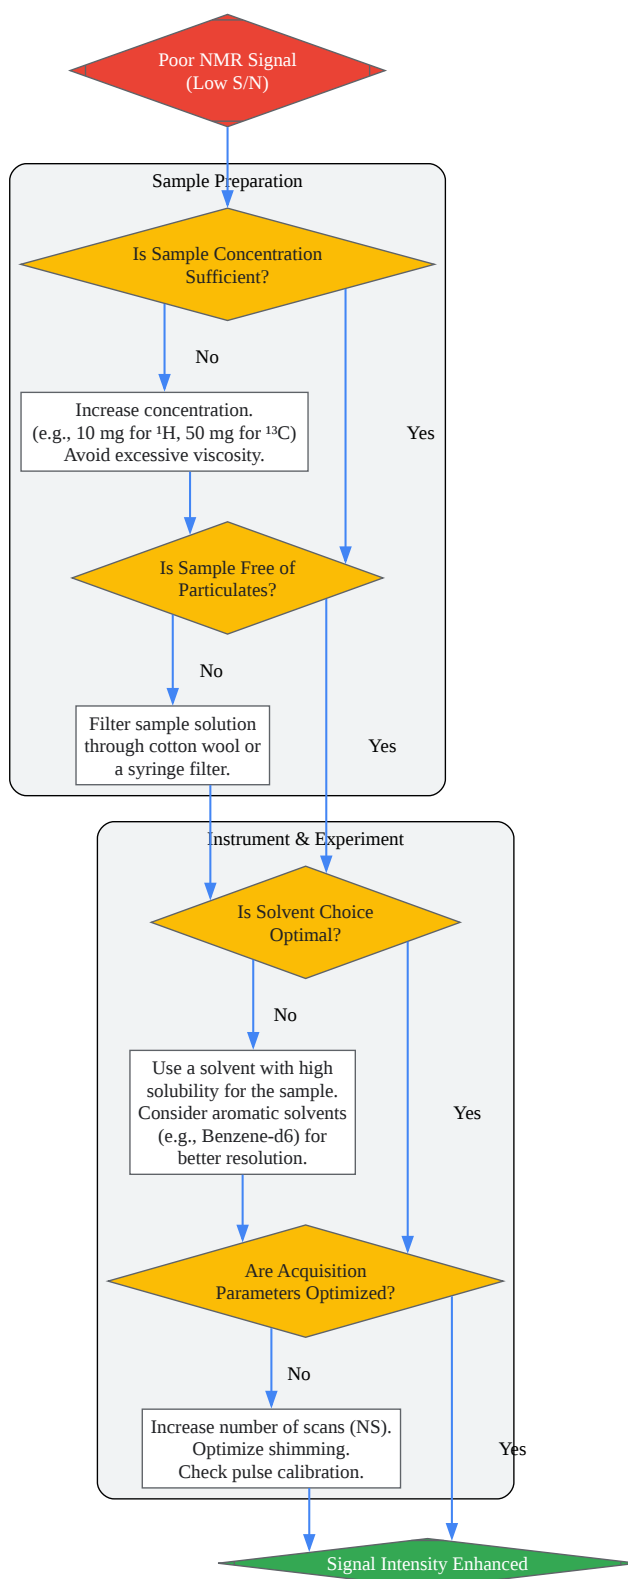 Poor NMR Signal
(Low S/N)
Sample Preparation
Is Sample Concentration
Sufficient?
No
Increase concentration.
(e.g., 10 mg for ¹H, 50 mg for ¹³C)
Avoid excessive viscosity.
Yes
Is Sample Free of
Particulates?
No
Filter sample solution
through cotton wool or
a syringe filter.
Yes
Instrument & Experiment
Is Solvent Choice
Optimal?
No
Use a solvent with high
solubility for the sample.
Consider aromatic solvents
(e.g., Benzene-d6) for
better resolution.
Yes
Are Acquisition
Parameters Optimized?
No
Increase number of scans (NS).
Optimize shimming.
Check pulse calibration.
Yes
Signal Intensity Enhanced